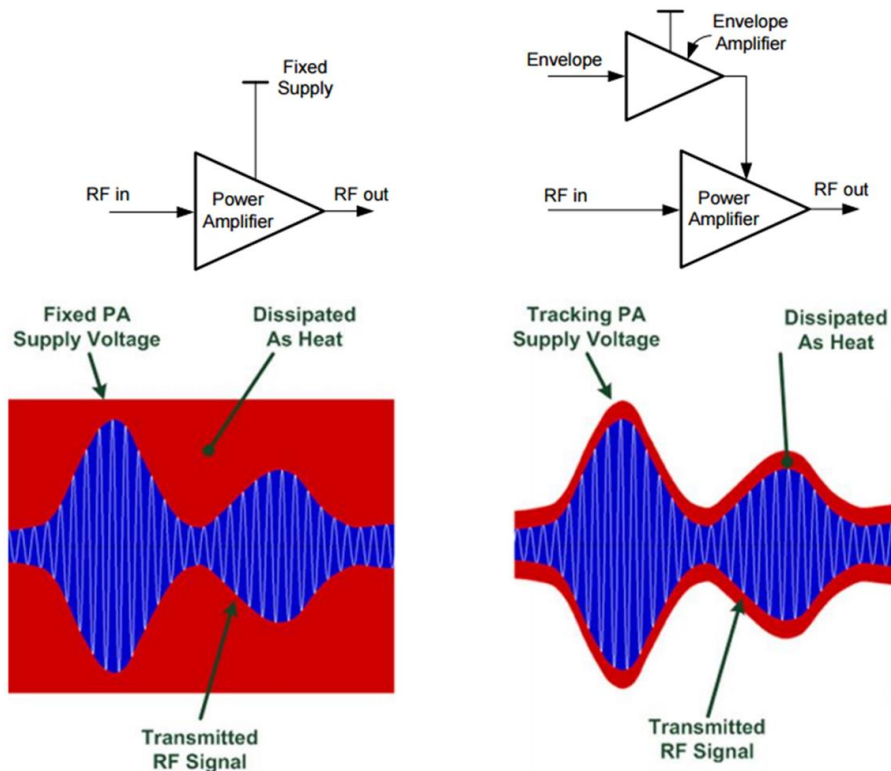 Fixed
Supply
RF in
Power
Amplifier
RF out
Envelope
Envelope
Amplifier
RF in
Power
Amplifier
RF out
Fixed PA
Supply Voltage
Dissipated
As Heat
Transmitted
RF Signal
Tracking PA
Supply Voltage
Dissipated
As Heat
Transmitted
RF Signal